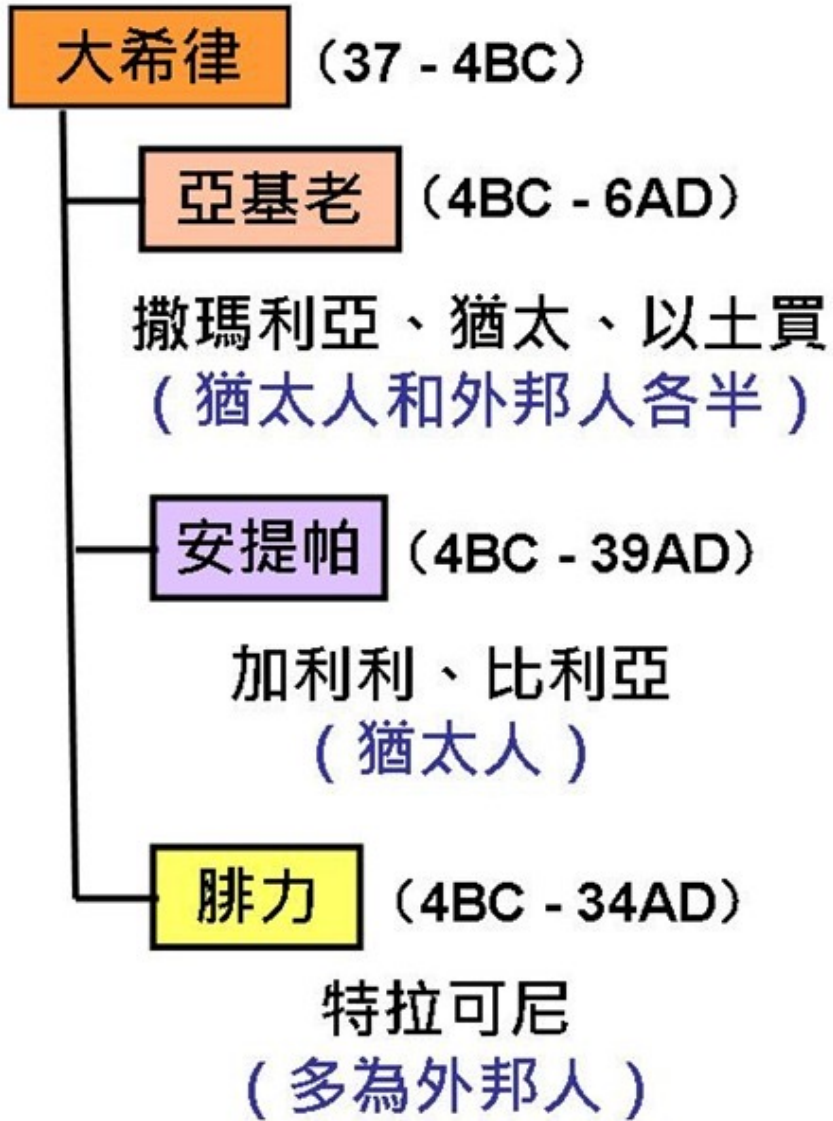 大希律（37 - 4BC）
亞基老（4BC - 6AD）
撒瑪利亞、猶太、以土買
（猶太人和外邦人各半）
安提帕（4BC - 39AD）
加利利、比利亞
（猶太人）
腓力（4BC - 34AD）
特拉可尼
（多為外邦人）